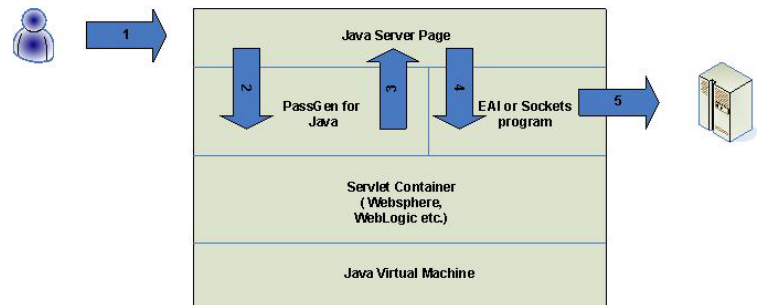 1
Java Server Page
2
PassGen for
Java
3
4
EAI or Sockets
program
5
Servlet Container
( Websphere,
WebLogic etc.)
Java Virtual Machine